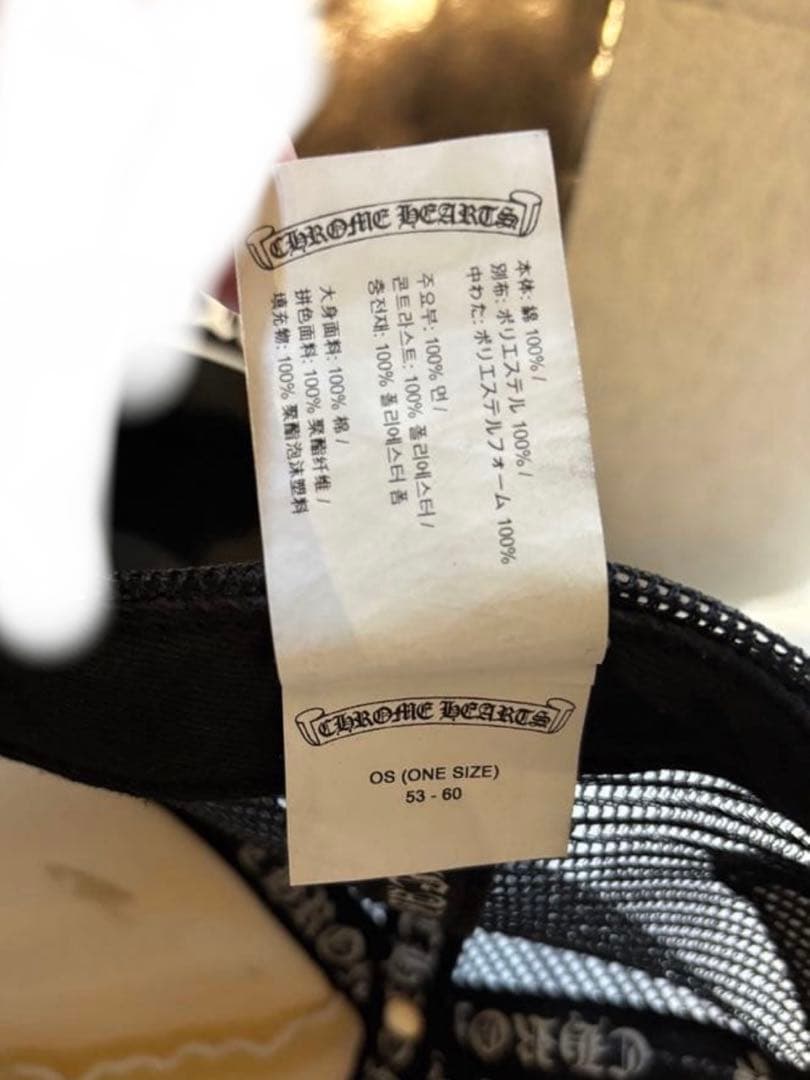 CHROME HEARTS
本体: 綿 100% /
別布: ポリエステル 100% /
中わた: ポリエステルフォーム 100%
주요부: 100% 면 /
콘트라스트: 100% 폴리에스터 /
충전재: 100% 폴리에스터 폼
大身面料: 100% 棉 /
拼色面料: 100% 聚酯纤维 /
填充物: 100% 聚酯泡沫塑料
CHROME HEARTS
OS (ONE SIZE)
53 - 60